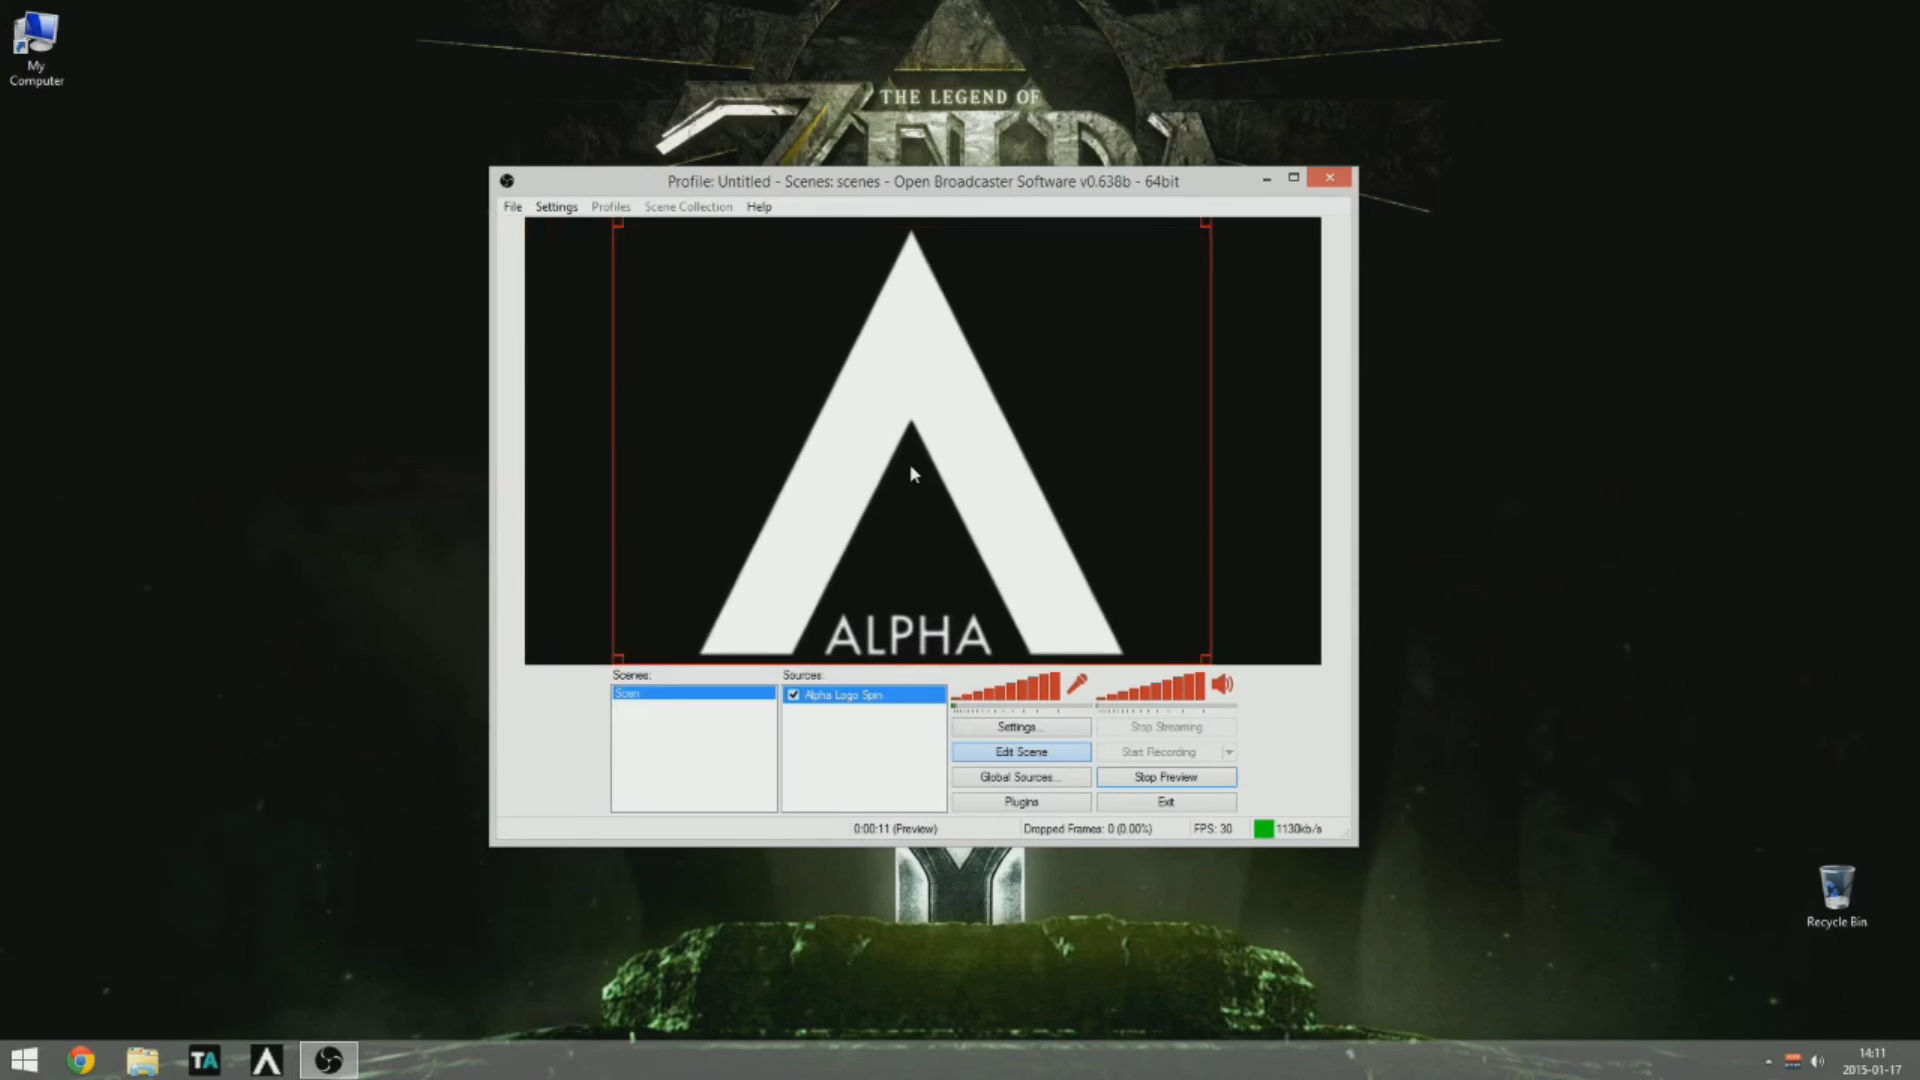 My
Computer
THE LEGEND OF
ZELDA
Profile: Untitled - Scenes: scenes - Open Broadcaster Software v0.638b - 64bit
File Settings Profiles Scene Collection Help
ALPHA
Scenes:
Sources:
Scen
Alpha Logo Spin
Settings...
Stop Streaming
Edit Scene
Start Recording
Global Sources...
Stop Preview
Plugins
Exit
0:00:11 (Preview)
Dropped Frames: 0 (0.00%)
FPS: 30
1130kb/s
Recycle Bin
TA
14:11
2015-01-17